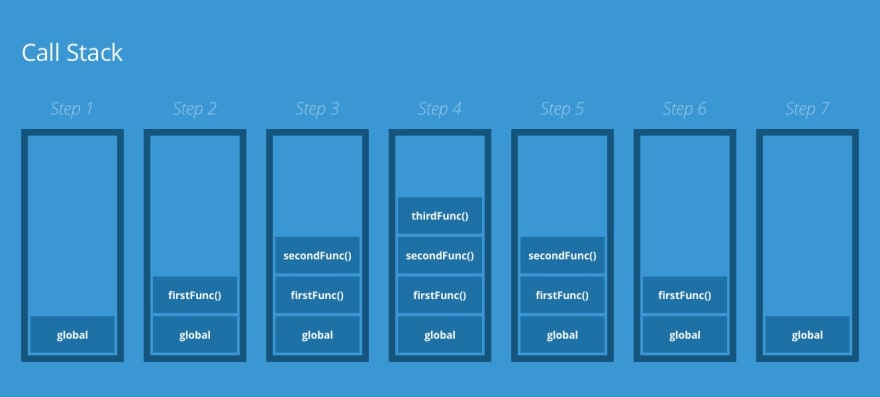 Call Stack
Step 1
Step 2
Step 3
Step 4
Step 5
Step 6
Step 7
global
firstFunc()
global
secondFunc()
firstFunc()
global
thirdFunc()
secondFunc()
firstFunc()
global
secondFunc()
firstFunc()
global
firstFunc()
global
global